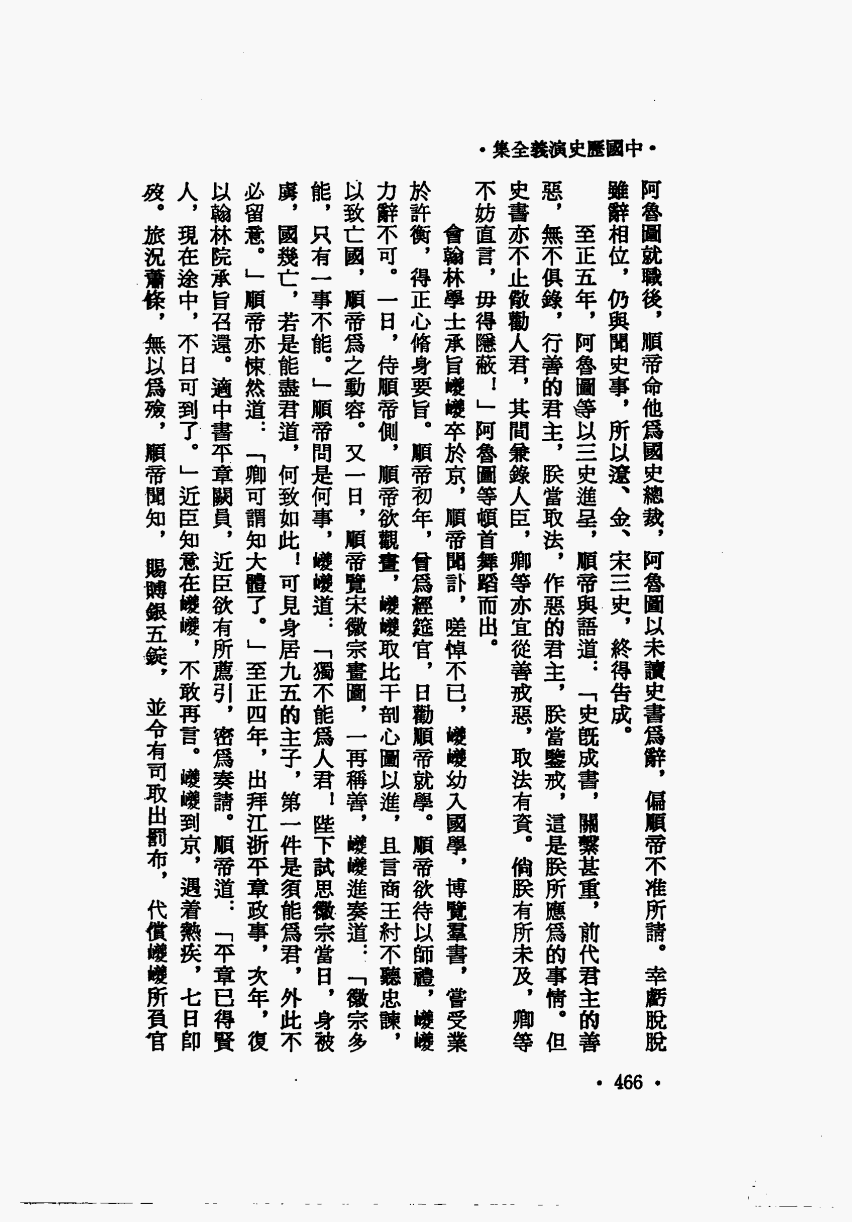 ·中國歷史演義全集·
阿魯圖就職後，順帝命他爲國史總裁，阿魯圖以未讀史書爲辭，偏順帝不准所請。幸虧脫脫
雖辭相位，仍與聞史事，所以遼、金、宋三史，終得告成。
至正五年，阿魯圖等以三史進呈，順帝與語道：「史既成書，關繫甚重，前代君主的善
惡，無不俱錄，行善的君主，朕當取法，作惡的君主，朕當鑒戒，這是朕所應爲的事情。但
史書亦不止儆勸人君，其間兼錄人臣，卿等亦宜從善戒惡，取法有資。倘朕有所未及，卿等
不妨直言，毋得隱蔽！」阿魯圖等頓首舞蹈而出。
會翰林學士承旨巙巙卒於京，順帝聞訃，嗟悼不已，巙巙幼入國學，博覽羣書，嘗受業
於許衡，得正心脩身要旨。順帝初年，曾爲經筵官，日勸順帝就學。順帝欲待以師禮，巙巙
力辭不可。一日，侍順帝側，順帝欲觀畫，巙巙取比干剖心圖以進，且言商王紂不聽忠諫，
以致亡國，順帝爲之動容。又一日，順帝覽宋徽宗畫圖，一再稱善，巙巙進奏道：「徽宗多
能，只有一事不能。」順帝問是何事，巙巙道：「獨不能爲人君！陛下試思徽宗當日，身被
虜，國幾亡，若是能盡君道，何致如此！可見身居九五的主子，第一件是須能爲君，外此不
必留意。」順帝亦悚然道：「卿可謂知大體了。」至正四年，出拜江浙平章政事，次年，復
以翰林院承旨召還。適中書平章闕員，近臣欲有所薦引，密爲奏請。順帝道：「平章已得賢
人，現在途中，不日可到了。」近臣知意在巙巙，不敢再言。巙巙到京，遇着熱疾，七日卽
歿。旅況蕭條，無以爲殮，順帝聞知，賜賻銀五錠，並令有司取出罰布，代償巙巙所負官
·466·